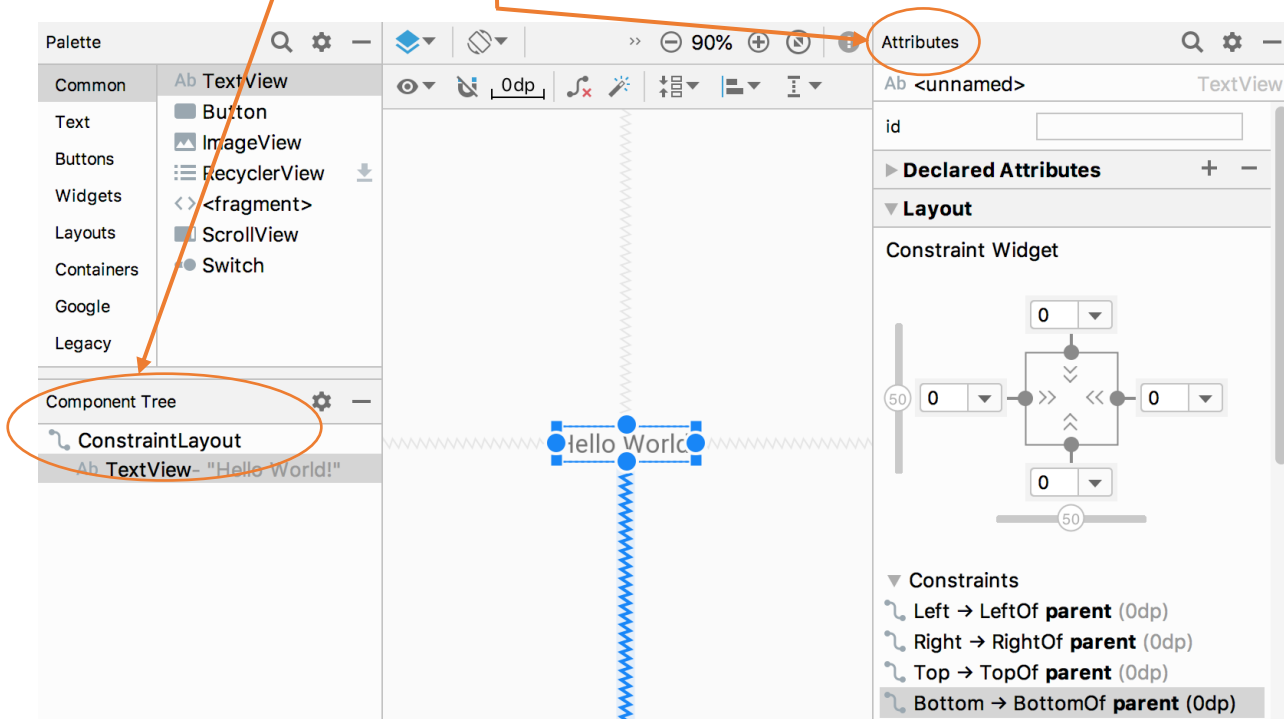 Palette
Common
Text
Buttons
Widgets
Layouts
Containers
Google
Legacy
Ab TextView
Button
ImageView
RecyclerView
<fragment>
ScrollView
Switch
Component Tree
ConstraintLayout
Ab TextView- "Hello World!"
90%
0dp
Hello World
Attributes
Ab <unnamed> TextView
id
Declared Attributes
Layout
Constraint Widget
0
50 0 0
0
50
Constraints
Left → LeftOf parent (0dp)
Right → RightOf parent (0dp)
Top → TopOf parent (0dp)
Bottom → BottomOf parent (0dp)